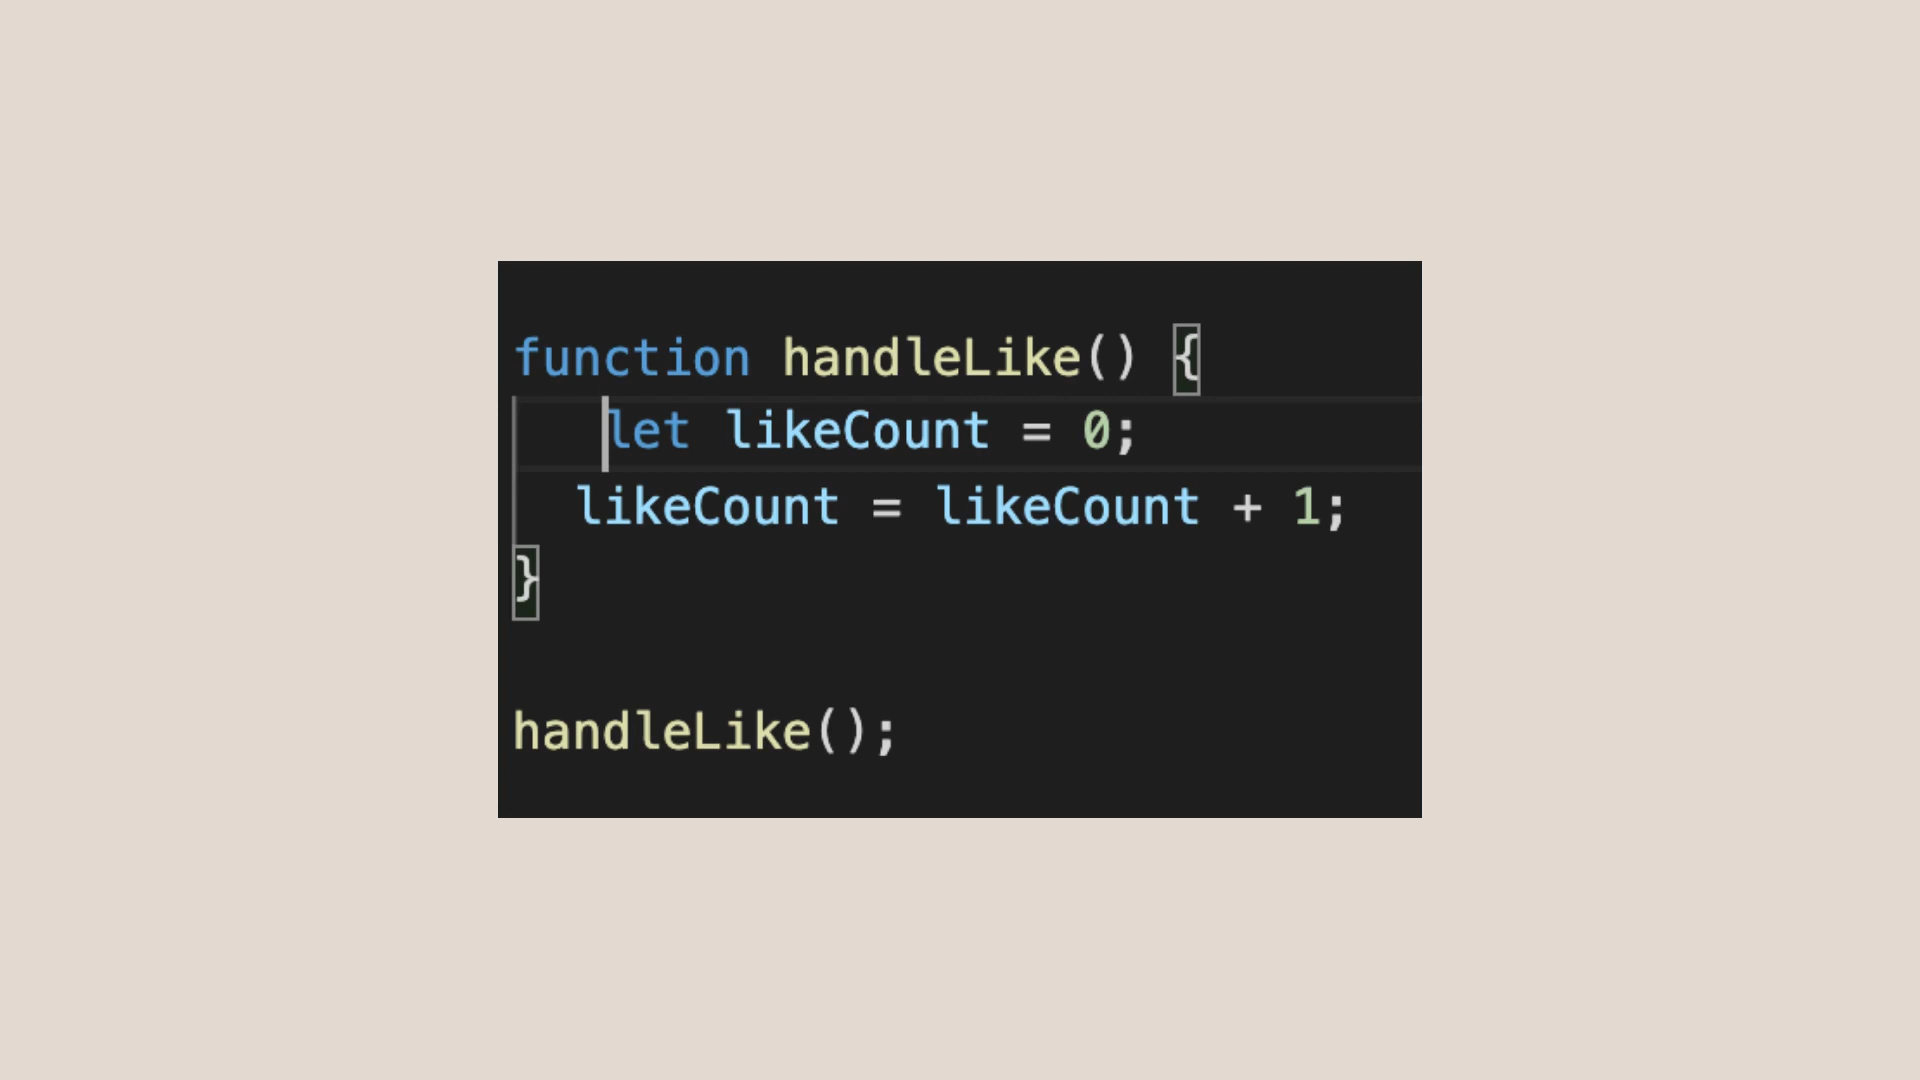 function handleLike() {
   let likeCount = 0;
  likeCount = likeCount + 1;
}
handleLike();